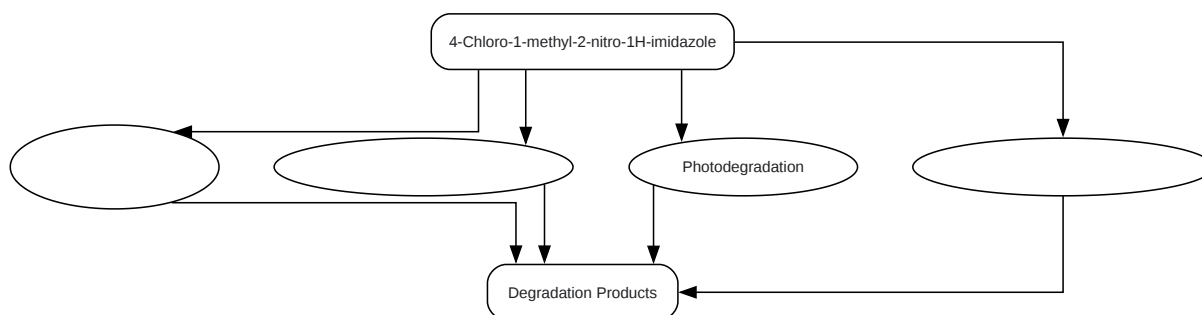 4-Chloro-1-methyl-2-nitro-1H-imidazole
Photodegradation
Degradation Products